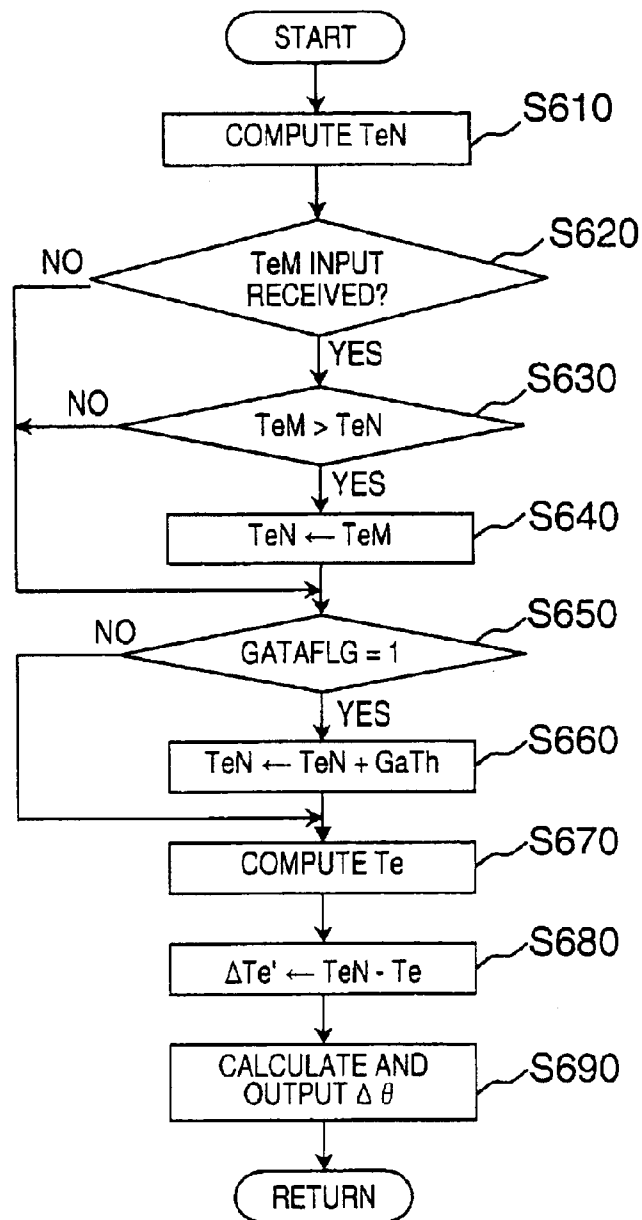 START
COMPUTE TeN
S610
TeM INPUT
RECEIVED?
S620
NO
YES
TeM > TeN
S630
NO
YES
TeN ← TeM
S640
GATAFLG = 1
S650
NO
YES
TeN ← TeN + GaTh
S660
COMPUTE Te
S670
ΔTe' ← TeN - Te
S680
CALCULATE AND
OUTPUT Δ θ
S690
RETURN